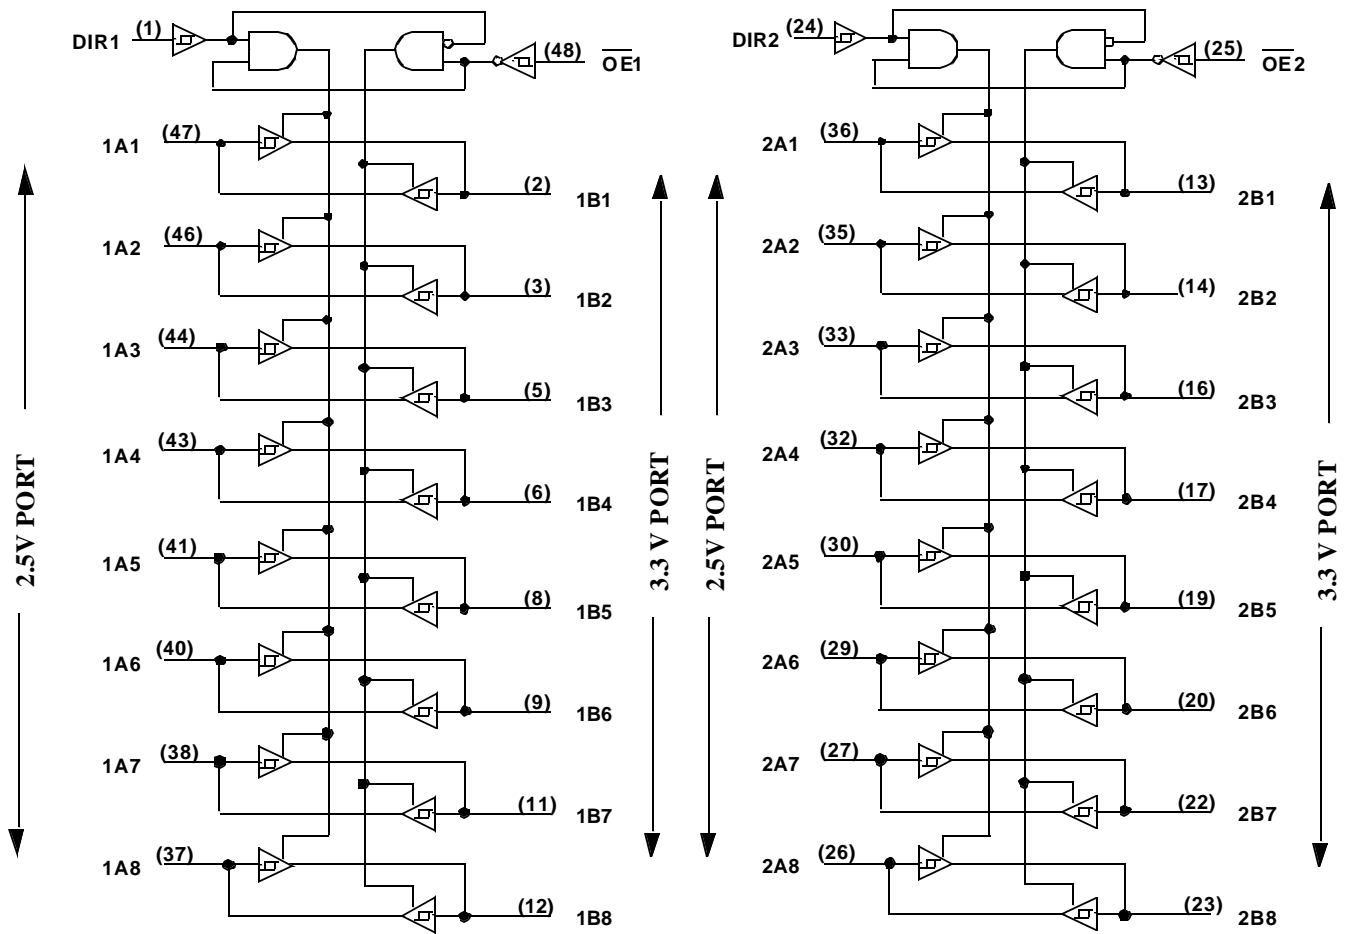 DIR1 (1) (48) OE1
1A1 (47) (2) 1B1
1A2 (46) (3) 1B2
1A3 (44) (5) 1B3
1A4 (43) (6) 1B4
1A5 (41) (8) 1B5
1A6 (40) (9) 1B6
1A7 (38) (11) 1B7
1A8 (37) (12) 1B8
2.5V PORT
3.3 V PORT
DIR2 (24) (25) OE2
2A1 (36) (13) 2B1
2A2 (35) (14) 2B2
2A3 (33) (16) 2B3
2A4 (32) (17) 2B4
2A5 (30) (19) 2B5
2A6 (29) (20) 2B6
2A7 (27) (22) 2B7
2A8 (26) (23) 2B8
2.5V PORT
3.3 V PORT